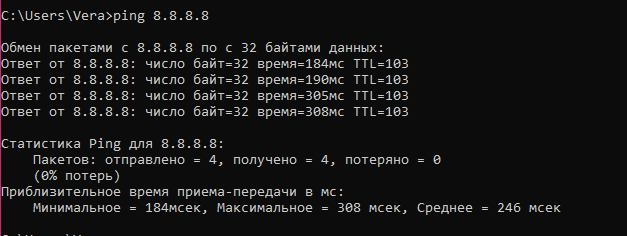 C:\Users\Vera>ping 8.8.8.8
Обмен пакетами с 8.8.8.8 по с 32 байтами данных:
Ответ от 8.8.8.8: число байт=32 время=184мс TTL=103
Ответ от 8.8.8.8: число байт=32 время=190мс TTL=103
Ответ от 8.8.8.8: число байт=32 время=305мс TTL=103
Ответ от 8.8.8.8: число байт=32 время=308мс TTL=103
Статистика Ping для 8.8.8.8:
Пакетов: отправлено = 4, получено = 4, потеряно = 0
(0% потерь)
Приблизительное время приема-передачи в мс:
Минимальное = 184мсек, Максимальное = 308 мсек, Среднее = 246 мсек